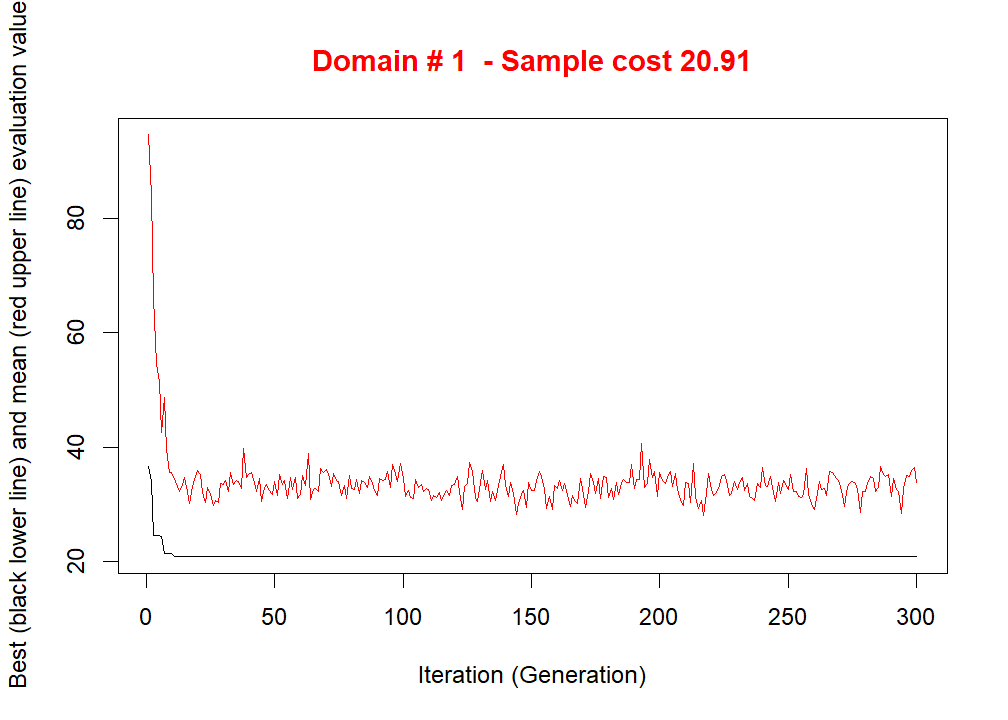 Domain # 1 - Sample cost 20.91
Best (black lower line) and mean (red upper line) evaluation value
80
60
40
20
0 50 100 150 200 250 300
Iteration (Generation)